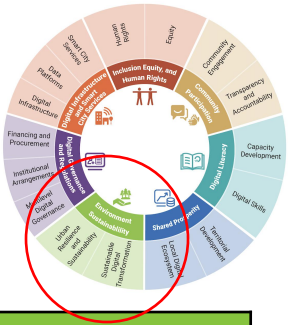 Inclusion Equity, and
Human Rights
Human
Rights
Equity
Community
Participation
Community
Engagement
Transparency
and
Accountability
Digital Literacy
Capacity
Development
Digital Skills
Shared Prosperity
Territorial
Development
Local Digital
Ecosystem
Environment
Sustainability
Sustainable
Digital
Transformation
Urban
Resilience
and
Sustainability
Digital Governance
and Regulations
Multilevel
Digital
Governance
Institutional
Arrangements
Financing and
Procurement
Digital Infrastructure
and Smart
City Services
Digital
Infrastructure
Data
Platforms
Smart City
Services